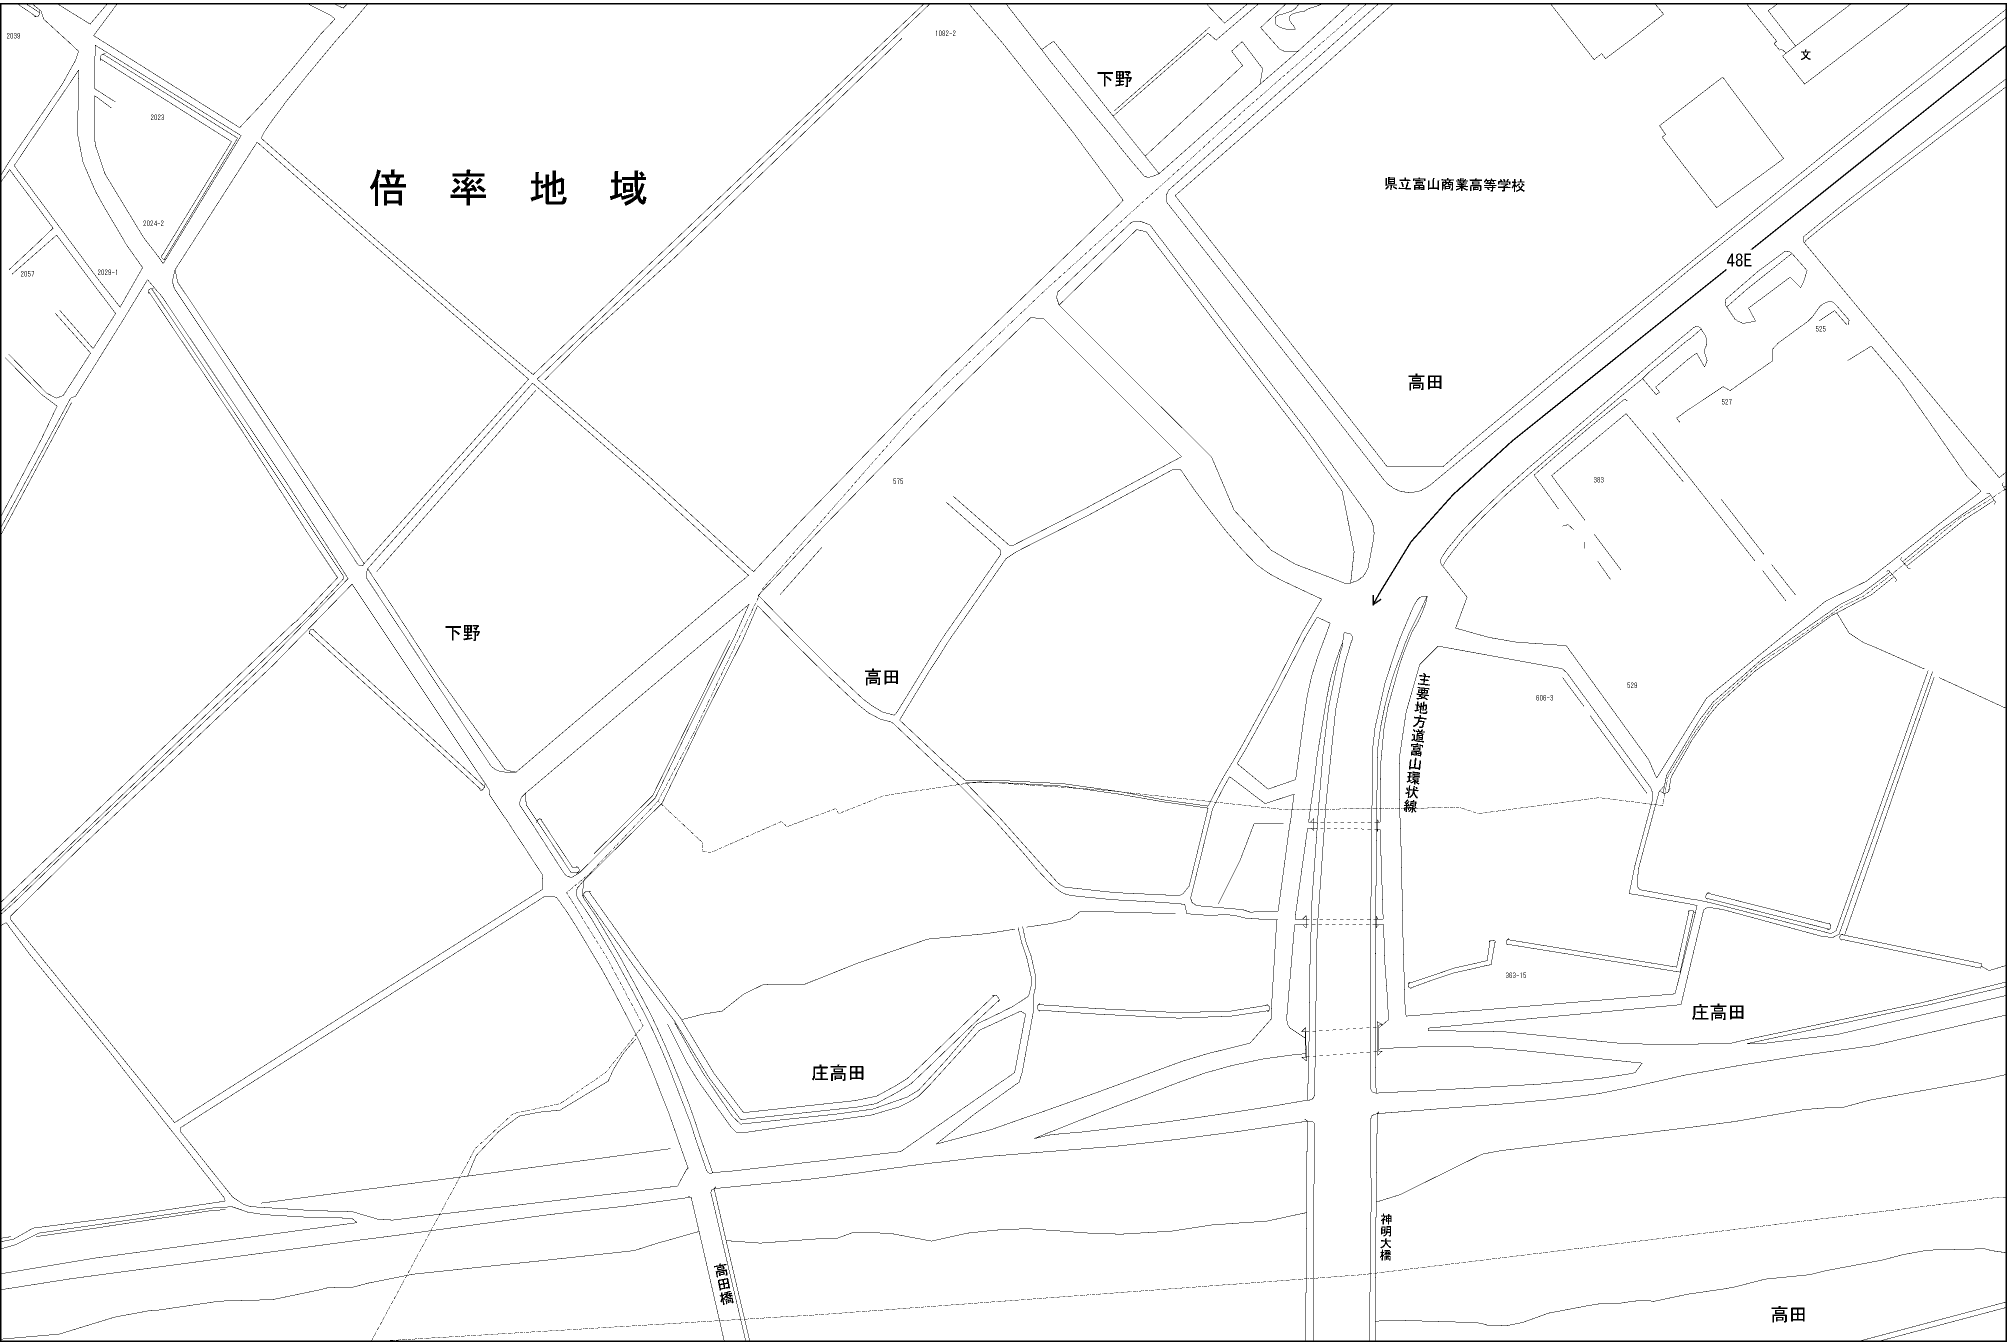 2039
1082-2
文
下野
2023
倍率地域
県立富山商業高等学校
2024-2
48E
2057
2029-1
525
高田
527
575
383
下野
高田
529
606-3
主要地方道富山環状線
363-15
庄高田
庄高田
神明大橋
高田橋
高田